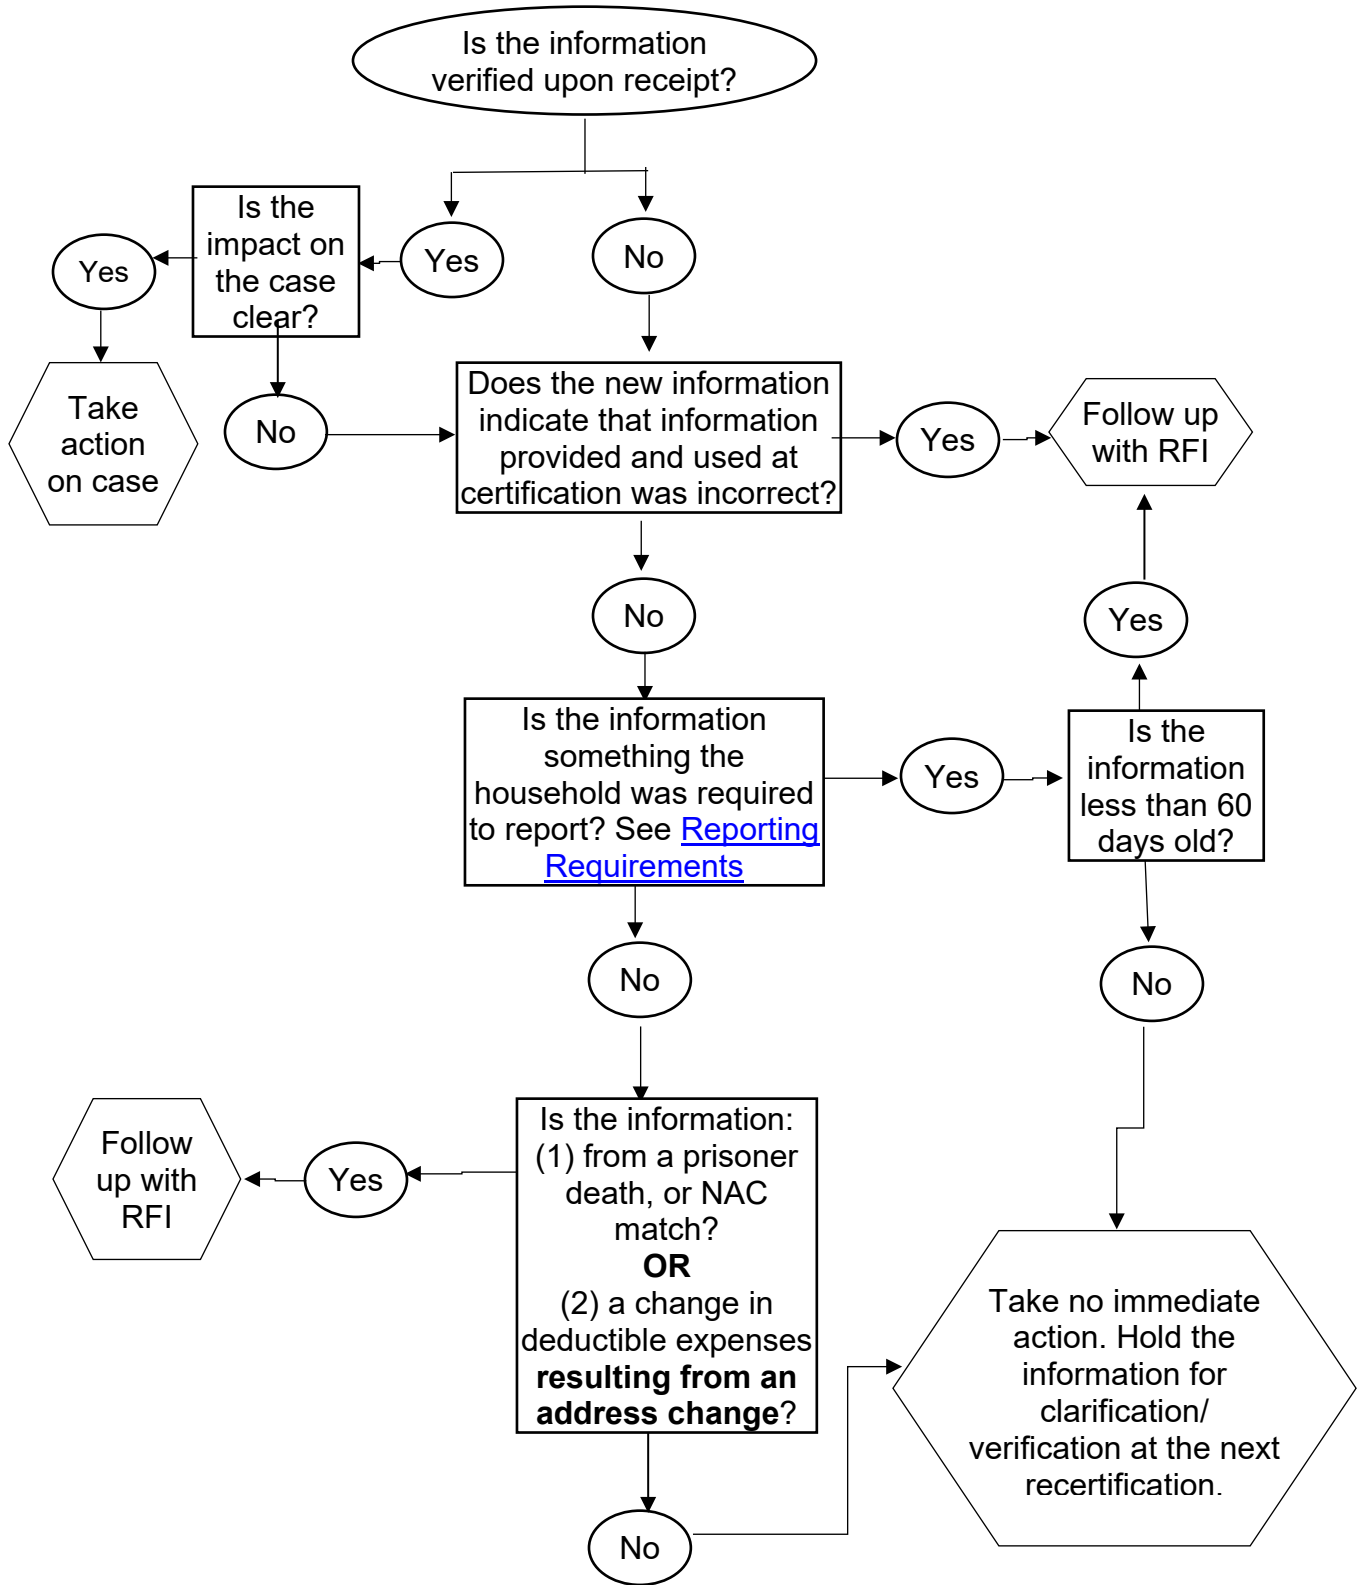 Is the information
verified upon receipt?
Is the
impact on
the case
clear?
Yes
Yes
No
Take
action
on case
No
Does the new information
indicate that information
provided and used at
certification was incorrect?
Yes
Follow up
with RFI
No
Yes
Is the information
something the
household was required
to report? See Reporting
Requirements
Yes
Is the
information
less than 60
days old?
No
No
Follow
up with
RFI
Yes
Is the information:
(1) from a prisoner
death, or NAC
match?
OR
(2) a change in
deductible expenses
resulting from an
address change?
Take no immediate
action. Hold the
information for
clarification/
verification at the next
recertification.
No